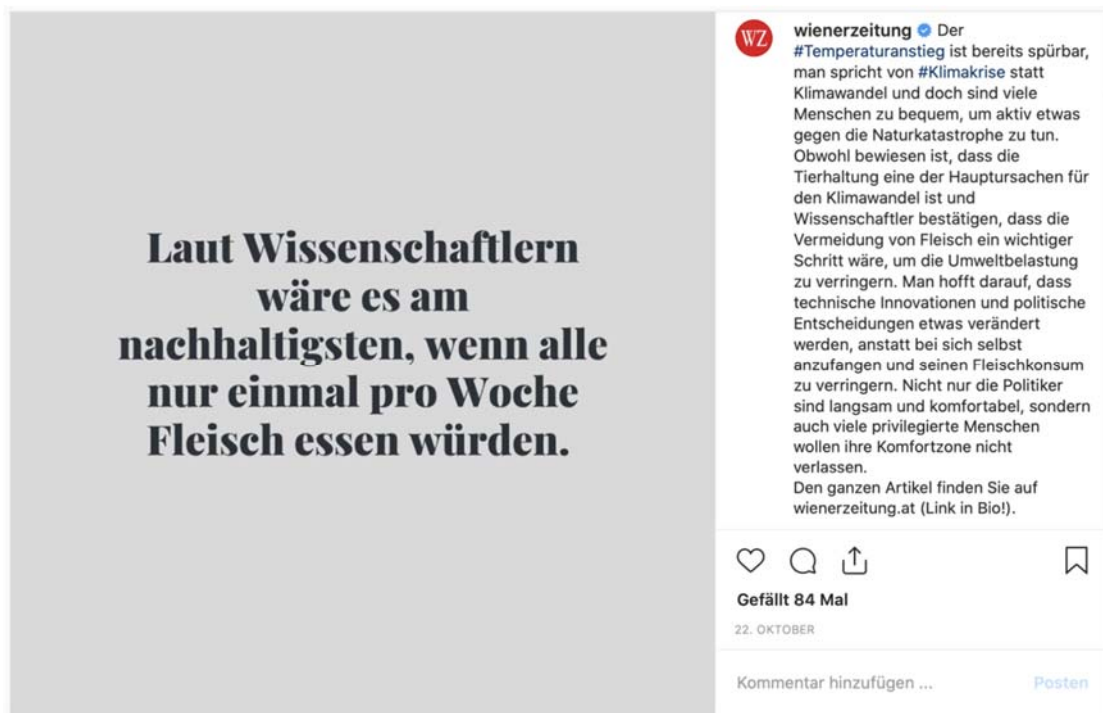 Laut Wissenschaftlern
wäre es am
nachhaltigsten, wenn alle
nur einmal pro Woche
Fleisch essen würden.
WZ
wienerzeitung Der
#Temperaturanstieg ist bereits spürbar,
man spricht von #Klimakrise statt
Klimawandel und doch sind viele
Menschen zu bequem, um aktiv etwas
gegen die Naturkatastrophe zu tun.
Obwohl bewiesen ist, dass die
Tierhaltung eine der Hauptursachen für
den Klimawandel ist und
Wissenschaftler bestätigen, dass die
Vermeidung von Fleisch ein wichtiger
Schritt wäre, um die Umweltbelastung
zu verringern. Man hofft darauf, dass
technische Innovationen und politische
Entscheidungen etwas verändert
werden, anstatt bei sich selbst
anzufangen und seinen Fleischkonsum
zu verringern. Nicht nur die Politiker
sind langsam und komfortabel, sondern
auch viele privilegierte Menschen
wollen ihre Komfortzone nicht
verlassen.
Den ganzen Artikel finden Sie auf
wienerzeitung.at (Link in Bio!).
Gefällt 84 Mal
22. OKTOBER
Kommentar hinzufügen ... Posten